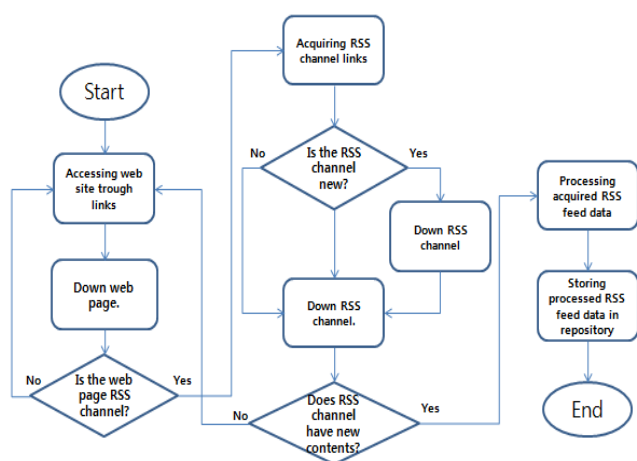 Start
Accessing web
site trough
links
Down web
page.
Is the web
page RSS
channel?
No
Yes
Acquiring RSS
channel links
Is the RSS
channel
new?
No
Yes
Down RSS
channel
Down RSS
channel.
Does RSS
channel
have new
contents?
No
Yes
Processing
acquired RSS
feed data
Storing
processed RSS
feed data in
repository
End